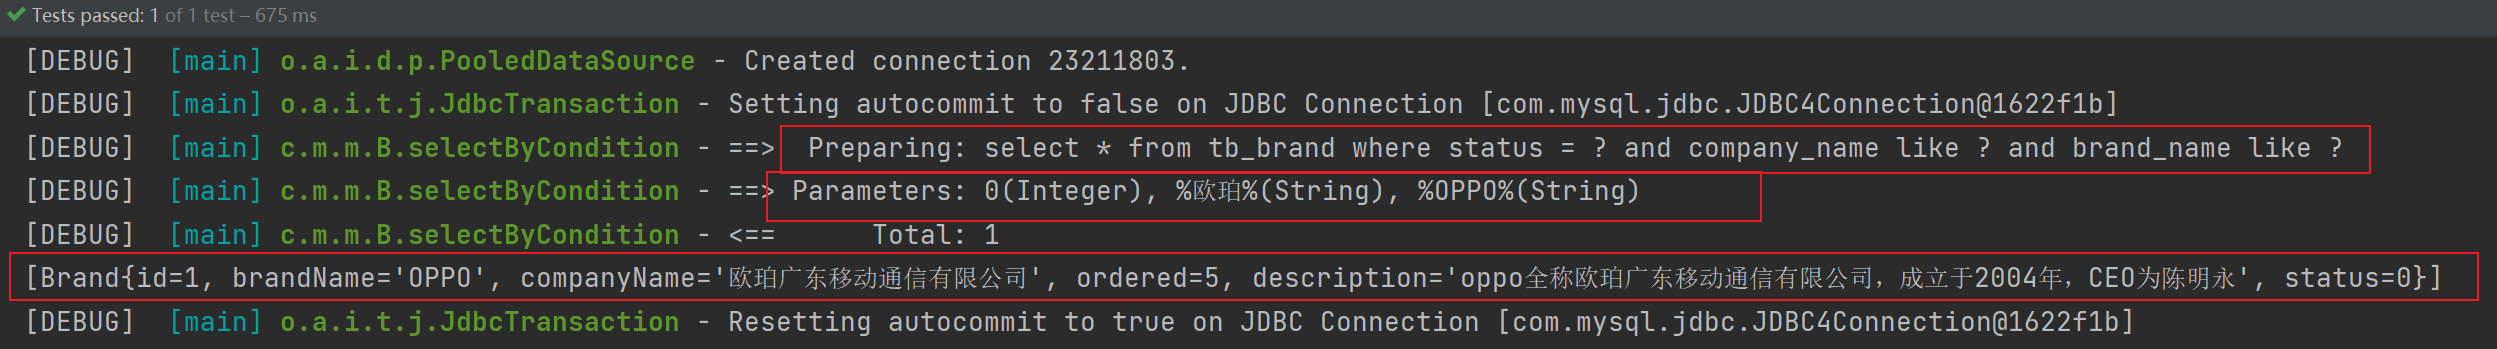 Tests passed: 1 of 1 test – 675 ms
[DEBUG] [main] o.a.i.d.p.PooledDataSource - Created connection 23211803.
[DEBUG] [main] o.a.i.t.j.JdbcTransaction - Setting autocommit to false on JDBC Connection [com.mysql.jdbc.JDBC4Connection@1622f1b]
[DEBUG] [main] c.m.m.B.selectByCondition - ==>  Preparing: select * from tb_brand where status = ? and company_name like ? and brand_name like ?
[DEBUG] [main] c.m.m.B.selectByCondition - ==> Parameters: 0(Integer), %欧珀%(String), %OPPO%(String)
[DEBUG] [main] c.m.m.B.selectByCondition - <==      Total: 1
[Brand{id=1, brandName='OPPO', companyName='欧珀广东移动通信有限公司', ordered=5, description='oppo全称欧珀广东移动通信有限公司，成立于2004年，CEO为陈明永', status=0}]
[DEBUG] [main] o.a.i.t.j.JdbcTransaction - Resetting autocommit to true on JDBC Connection [com.mysql.jdbc.JDBC4Connection@1622f1b]